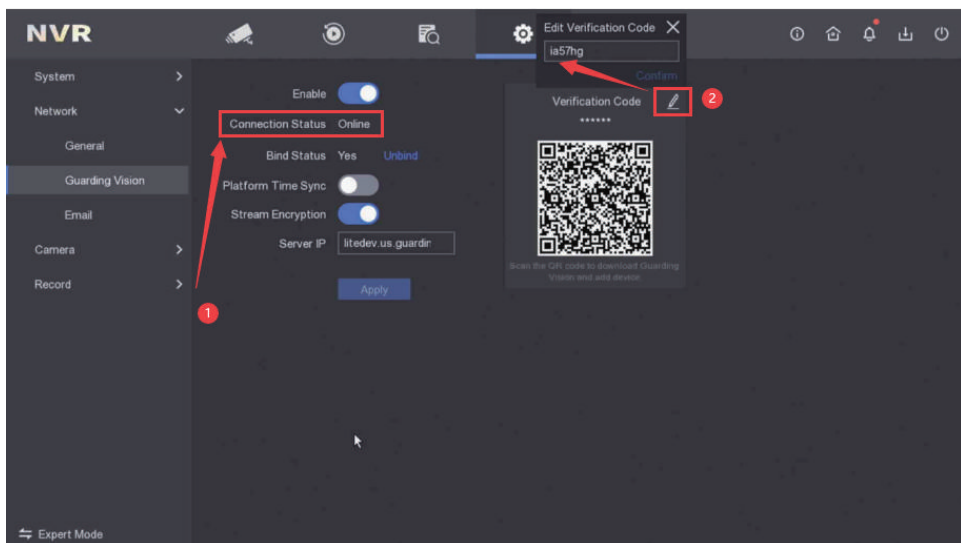 NVR
Edit Verification Code
ia57hg
Confirm
System
Network
General
Guarding Vision
Email
Camera
Record
Expert Mode
Enable
Connection Status Online
Bind Status Yes Unbind
Platform Time Sync
Stream Encryption
Server IP litedev.us.guardir
Apply
1
Verification Code
2
******
Scan the QR code to download Guarding
Vision and add device.